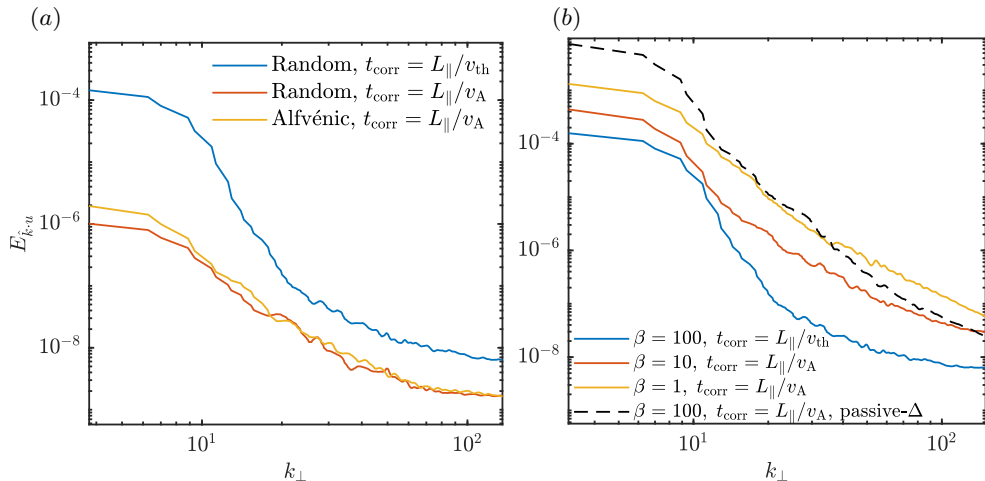 (a)
Random, t_corr = L_∥/v_th
Random, t_corr = L_∥/v_A
Alfvénic, t_corr = L_∥/v_A
10^-4
10^-6
10^-8
E_k̂·u
10^1
10^2
k_⊥
(b)
10^-4
10^-6
10^-8
β = 100, t_corr = L_∥/v_th
β = 10, t_corr = L_∥/v_A
β = 1, t_corr = L_∥/v_A
β = 100, t_corr = L_∥/v_A, passive-Δ
10^1
10^2
k_⊥